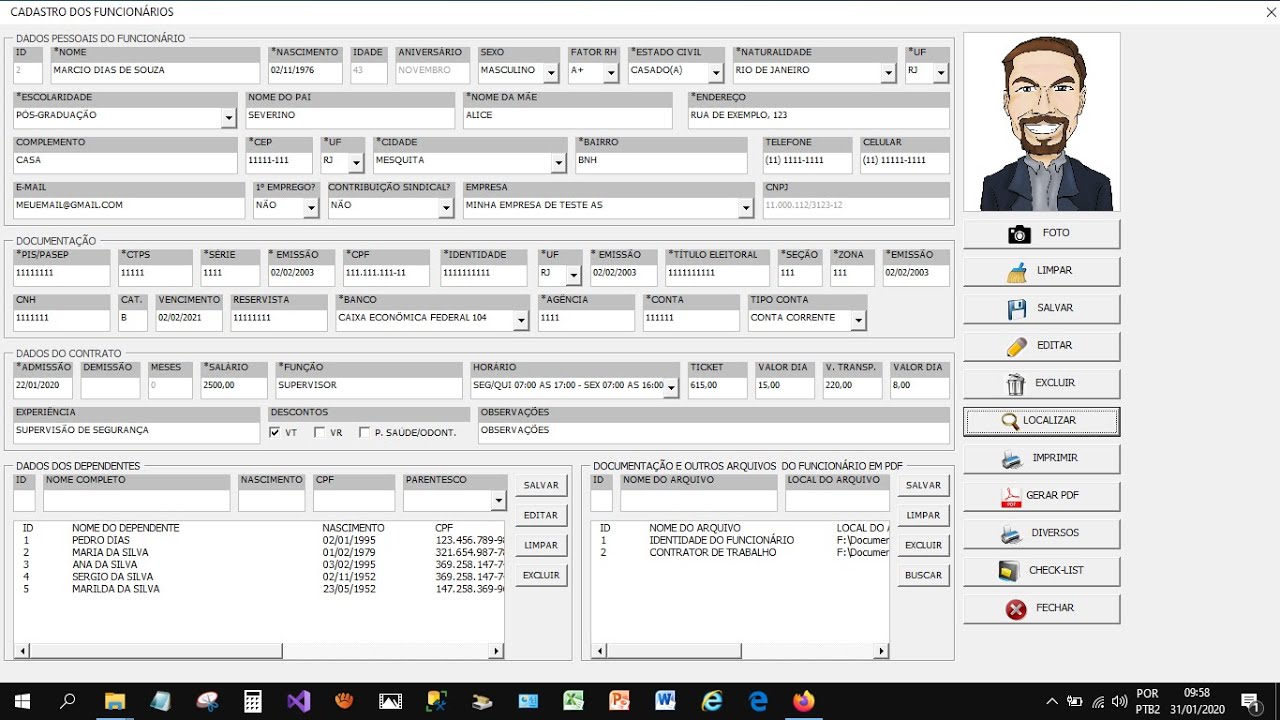 CADASTRO DOS FUNCIONÁRIOS
DADOS PESSOAIS DO FUNCIONÁRIO
ID *NOME *NASCIMENTO IDADE ANIVERSÁRIO SEXO FATOR RH *ESTADO CIVIL *NATURALIDADE *UF
2 MARCIO DIAS DE SOUZA 02/11/1976 43 NOVEMBRO MASCULINO A+ CASADO(A) RIO DE JANEIRO RJ
*ESCOLARIDADE NOME DO PAI *NOME DA MÃE *ENDEREÇO
PÓS-GRADUAÇÃO SEVERINO ALICE RUA DE EXEMPLO, 123
COMPLEMENTO *CEP *UF *CIDADE *BAIRRO TELEFONE CELULAR
CASA 11111-111 RJ MESQUITA BNH (11) 1111-1111 (11) 11111-1111
E-MAIL 1º EMPREGO? CONTRIBUIÇÃO SINDICAL? EMPRESA CNPJ
MEUEMAIL@GMAIL.COM NÃO NÃO MINHA EMPRESA DE TESTE AS 11.000.112/3123-12
DOCUMENTAÇÃO
*PIS/PASEP *CTPS *SÉRIE * EMISSÃO *CPF *IDENTIDADE *UF * EMISSÃO *TÍTULO ELEITORAL *SEÇÃO *ZONA *EMISSÃO
11111111 11111 1111 02/02/2003 111.111.111-11 1111111111 RJ 02/02/2003 1111111111 111 111 02/02/2003
CNH CAT. VENCIMENTO RESERVISTA *BANCO *AGÊNCIA *CONTA TIPO CONTA
1111111 B 02/02/2021 11111111 CAIXA ECONÔMICA FEDERAL 104 1111 111111 CONTA CORRENTE
DADOS DO CONTRATO
*ADMISSÃO DEMISSÃO MESES *SALÁRIO *FUNÇÃO HORÁRIO TICKET VALOR DIA V. TRANSP. VALOR DIA
22/01/2020 0 2500,00 SUPERVISOR SEG/QUI 07:00 AS 17:00 - SEX 07:00 AS 16:00 615,00 15,00 220,00 8,00
EXPERIÊNCIA DESCONTOS OBSERVAÇÕES
SUPERVISÃO DE SEGURANÇA VT VR P. SAÚDE/ODONT. OBSERVAÇÕES
DADOS DOS DEPENDENTES
ID NOME COMPLETO NASCIMENTO CPF PARENTESCO
SALVAR
EDITAR
LIMPAR
EXCLUIR
ID NOME DO DEPENDENTE NASCIMENTO CPF
1 PEDRO DIAS 02/01/1995 123.456.789-9
2 MARIA DA SILVA 01/02/1979 321.654.987-7
3 ANA DA SILVA 03/02/1995 369.258.147-7
4 SERGIO DA SILVA 02/11/1952 369.258.147-7
5 MARILDA DA SILVA 23/05/1952 147.258.369-9
DOCUMENTAÇÃO E OUTROS ARQUIVOS DO FUNCIONÁRIO EM PDF
ID NOME DO ARQUIVO LOCAL DO ARQUIVO
SALVAR
LIMPAR
EXCLUIR
BUSCAR
ID NOME DO ARQUIVO LOCAL DO A
1 IDENTIDADE DO FUNCIONÁRIO F:\Documen
2 CONTRATOR DE TRABALHO F:\Documen
FOTO
LIMPAR
SALVAR
EDITAR
EXCLUIR
LOCALIZAR
IMPRIMIR
GERAR PDF
DIVERSOS
CHECK-LIST
FECHAR
POR
PTB2
09:58
31/01/2020
1